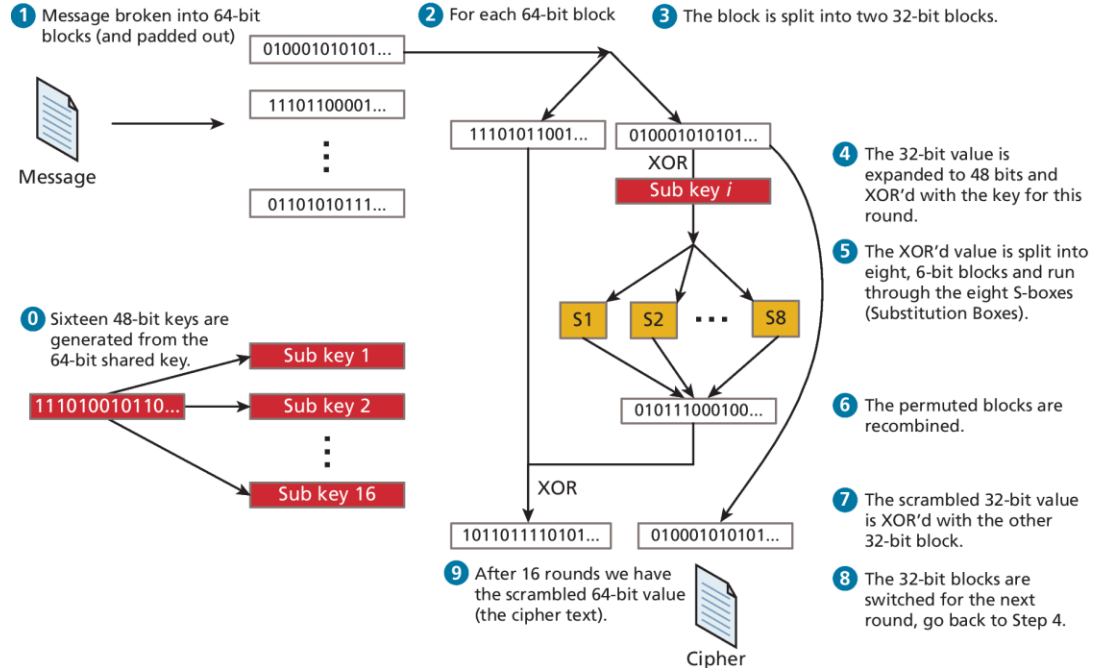 1 Message broken into 64-bit
blocks (and padded out)
2 For each 64-bit block
3 The block is split into two 32-bit blocks.
010001010101...
11101100001...
01101010111...
Message
11101011001...
010001010101...
XOR
Sub key i
4 The 32-bit value is
expanded to 48 bits and
XOR'd with the key for this
round.
5 The XOR'd value is split into
eight, 6-bit blocks and run
through the eight S-boxes
(Substitution Boxes).
S1
S2
S8
0 Sixteen 48-bit keys are
generated from the
64-bit shared key.
111010010110...
Sub key 1
Sub key 2
Sub key 16
010111000100...
6 The permuted blocks are
recombined.
XOR
7 The scrambled 32-bit value
is XOR'd with the other
32-bit block.
1011011110101...
010001010101...
9 After 16 rounds we have
the scrambled 64-bit value
(the cipher text).
8 The 32-bit blocks are
switched for the next
round, go back to Step 4.
Cipher